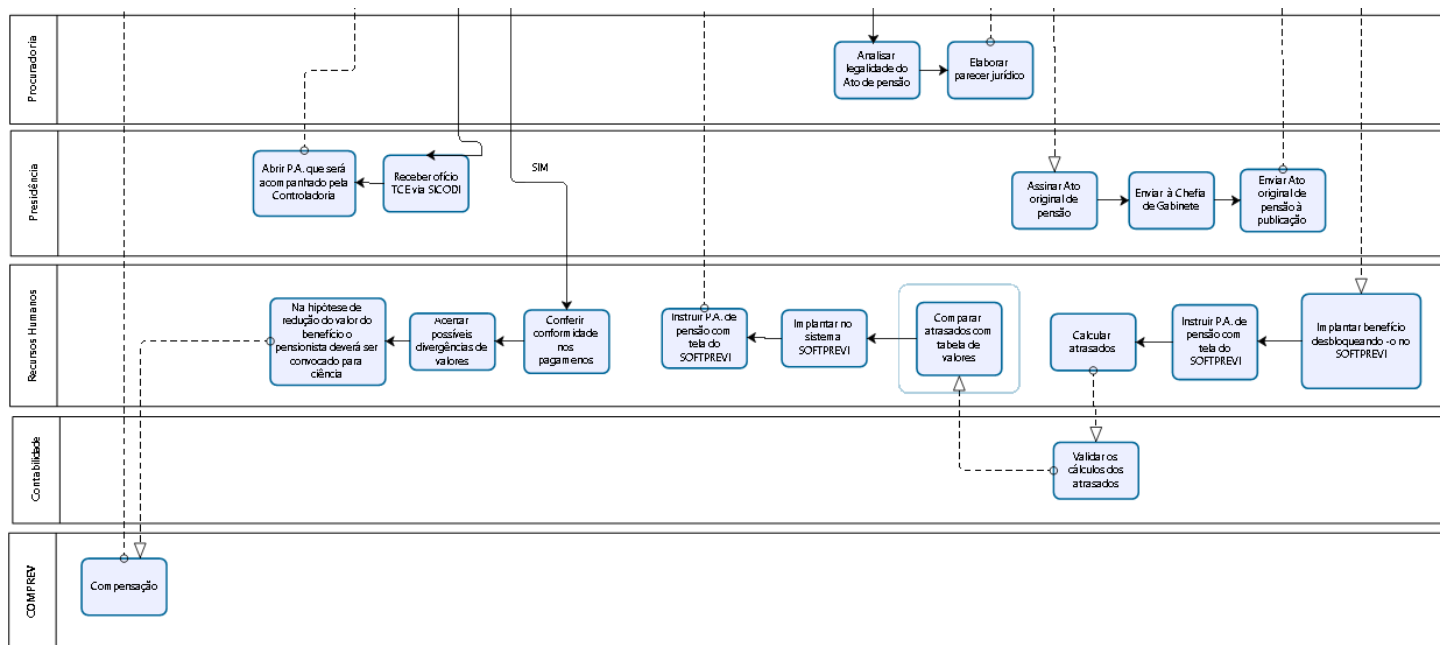 Procuradoria
Analisar
legalidade do
Ato de pensão
Elaborar
parecer jurídico
Presidência
Abrir P.A. que será
acompanhado pela
Controladoria
Receber ofício
TCE via SICODI
SIM
Assinar Ato
original de
pensão
Enviar à Chefia
de Gabinete
Enviar Ato
original de
pensão à
publicação
Recursos Humanos
Na hipótese de
redução do valor do
benefício o
pensionista deverá ser
convocado para
ciência
Acertar
possíveis
divergências de
valores
Conferir
conformidade
nos
pagamenos
Instruir P.A. de
pensão com
tela do
SOFTPREVI
Implantar no
sistema
SOFTPREVI
Comparar
atrasados com
tabela de
valores
Calcular
atrasados
Instruir P.A. de
pensão com
tela do
SOFTPREVI
Implantar benefício
desbloqueando -o no
SOFTPREVI
Contabilidade
Validar os
cálculos dos
atrasados
COMPREV
Compensação